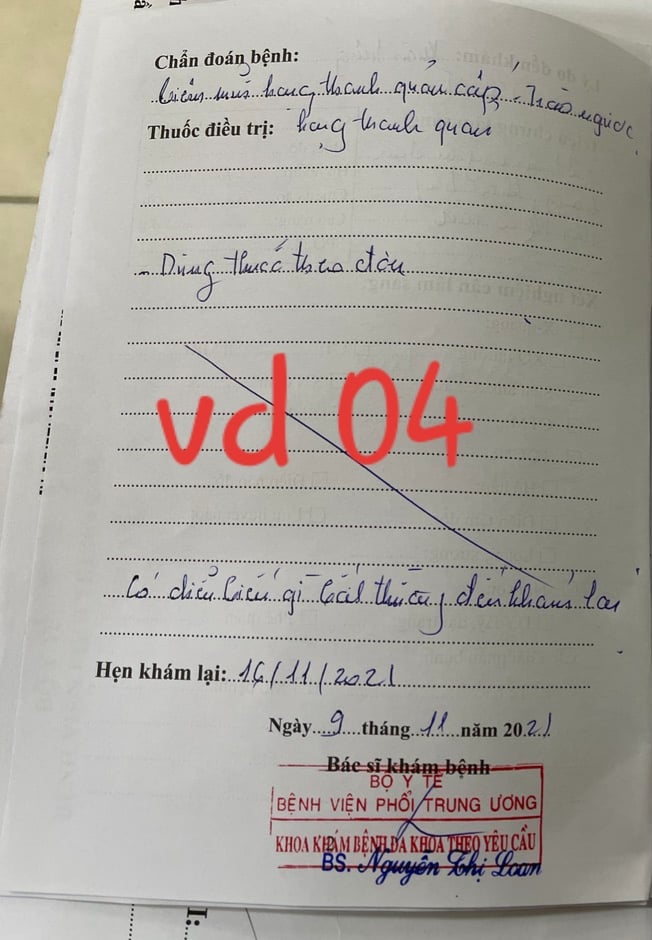 Chẩn đoán bệnh:
Viêm mũi họng thanh quản cấp. Trào ngược
Thuốc điều trị: họng thanh quản
- Dùng thuốc theo đơn
vd 04
Có diễn biến gì bất thường đến khám lại
Hẹn khám lại: 16/11/2021
Ngày 9 tháng 11 năm 2021
Bác sĩ khám bệnh
BỘ Y TẾ
BỆNH VIỆN PHỔI TRUNG ƯƠNG
KHOA KHÁM BỆNH ĐA KHOA THEO YÊU CẦU
BS. Nguyễn Thị Loan